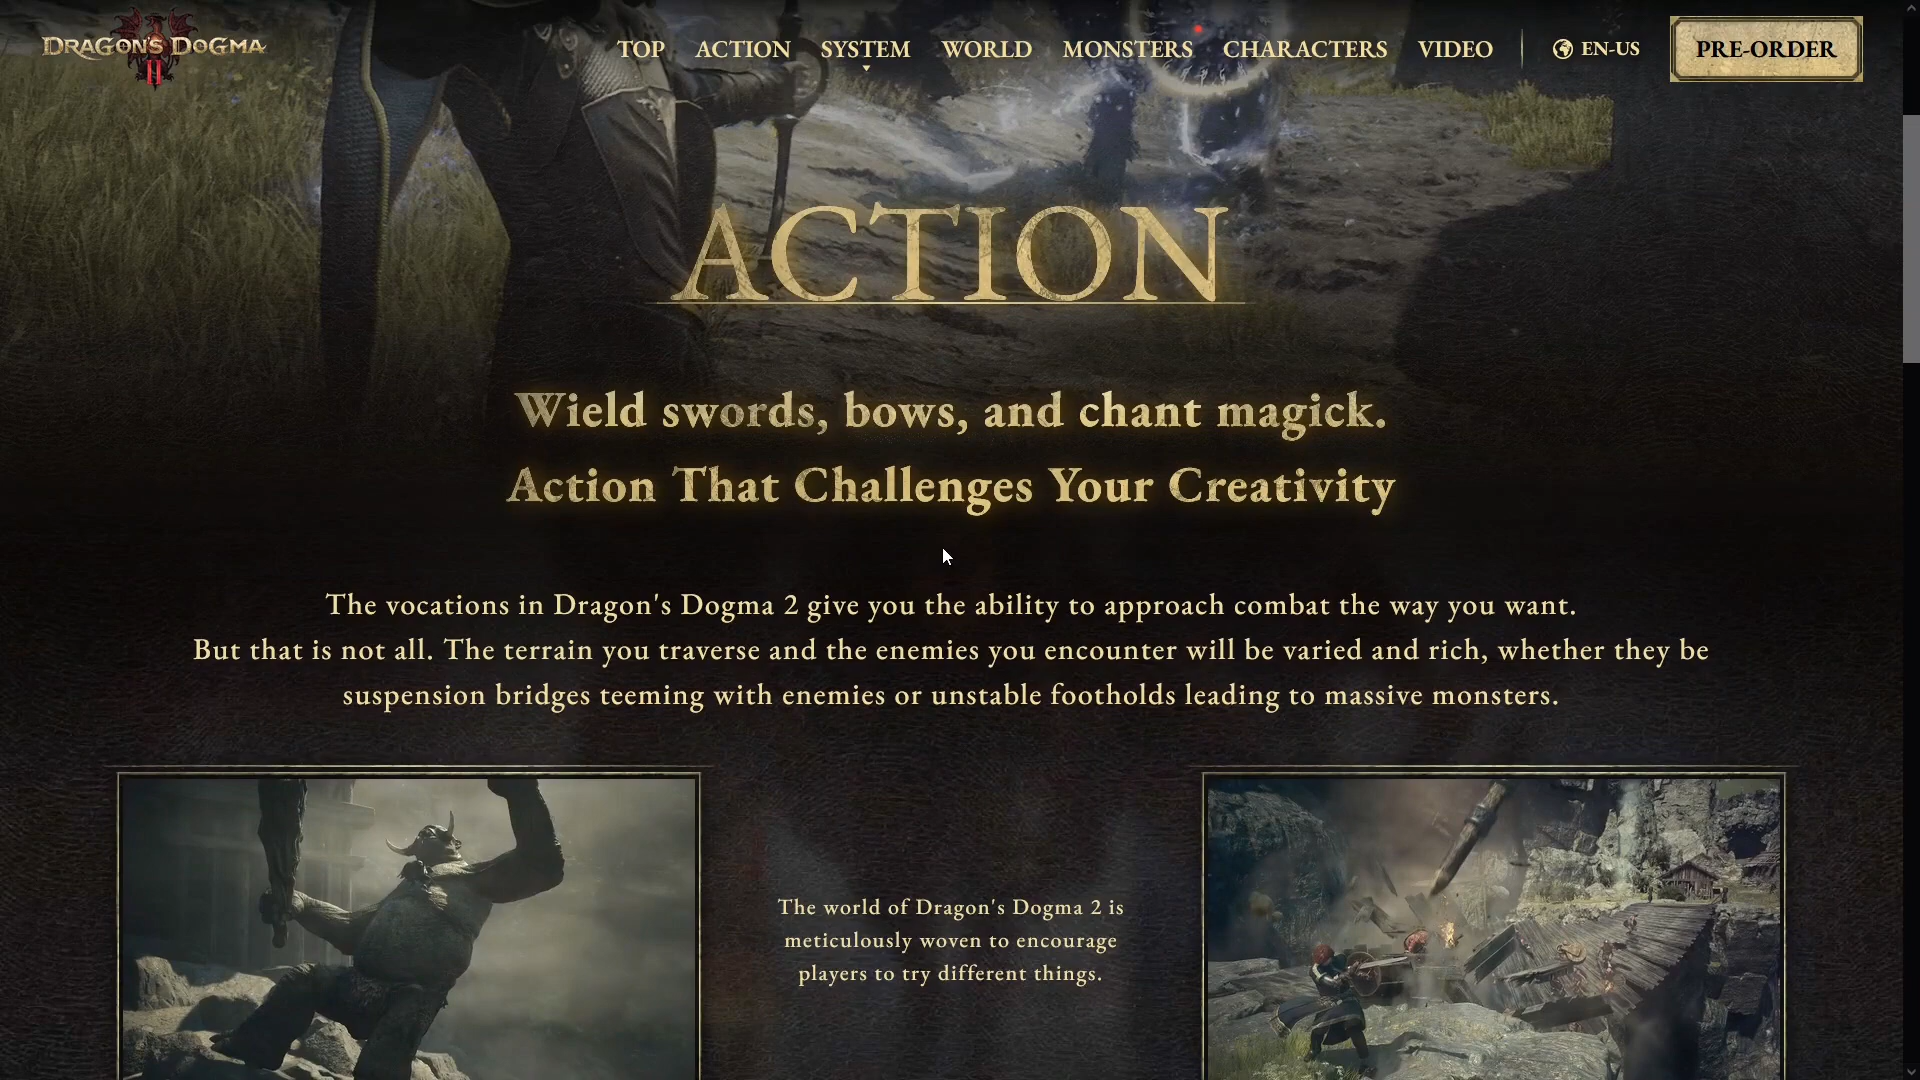 DRAGON'S DOGMA II
TOP ACTION SYSTEM WORLD MONSTERS CHARACTERS VIDEO EN-US PRE-ORDER
ACTION
Wield swords, bows, and chant magick.
Action That Challenges Your Creativity
The vocations in Dragon's Dogma 2 give you the ability to approach combat the way you want.
But that is not all. The terrain you traverse and the enemies you encounter will be varied and rich, whether they be
suspension bridges teeming with enemies or unstable footholds leading to massive monsters.
The world of Dragon's Dogma 2 is
meticulously woven to encourage
players to try different things.